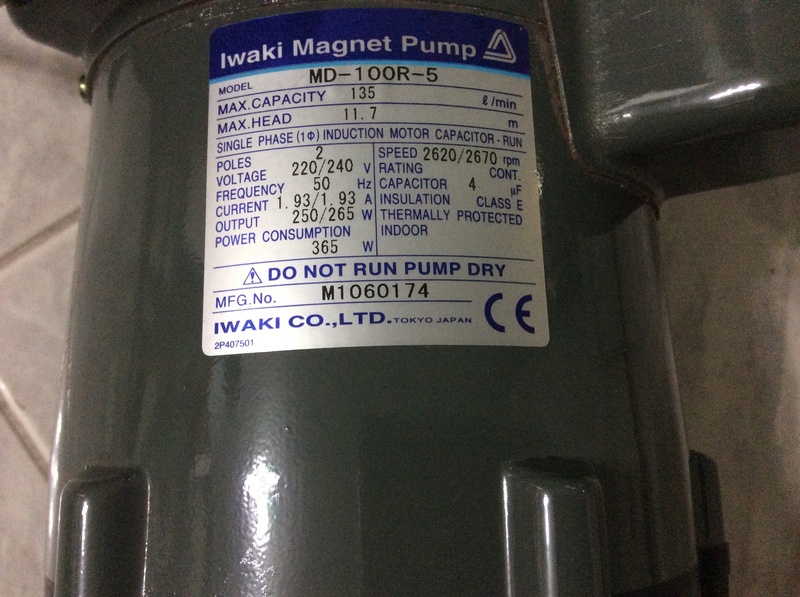 Iwaki Magnet Pump
MODEL MD-100R-5
MAX.CAPACITY 135 ℓ/min
MAX.HEAD 11.7 m
SINGLE PHASE (1Φ) INDUCTION MOTOR CAPACITOR-RUN
POLES 2
VOLTAGE 220/240 V
FREQUENCY 50 Hz
CURRENT 1.93/1.93 A
OUTPUT 250/265 W
POWER CONSUMPTION
365 W
SPEED 2620/2670 rpm
RATING CONT.
CAPACITOR 4 μF
INSULATION CLASS E
THERMALLY PROTECTED
INDOOR
⚠ DO NOT RUN PUMP DRY
MFG.No. M1060174
IWAKI CO.,LTD. TOKYO JAPAN
CE
2P407501